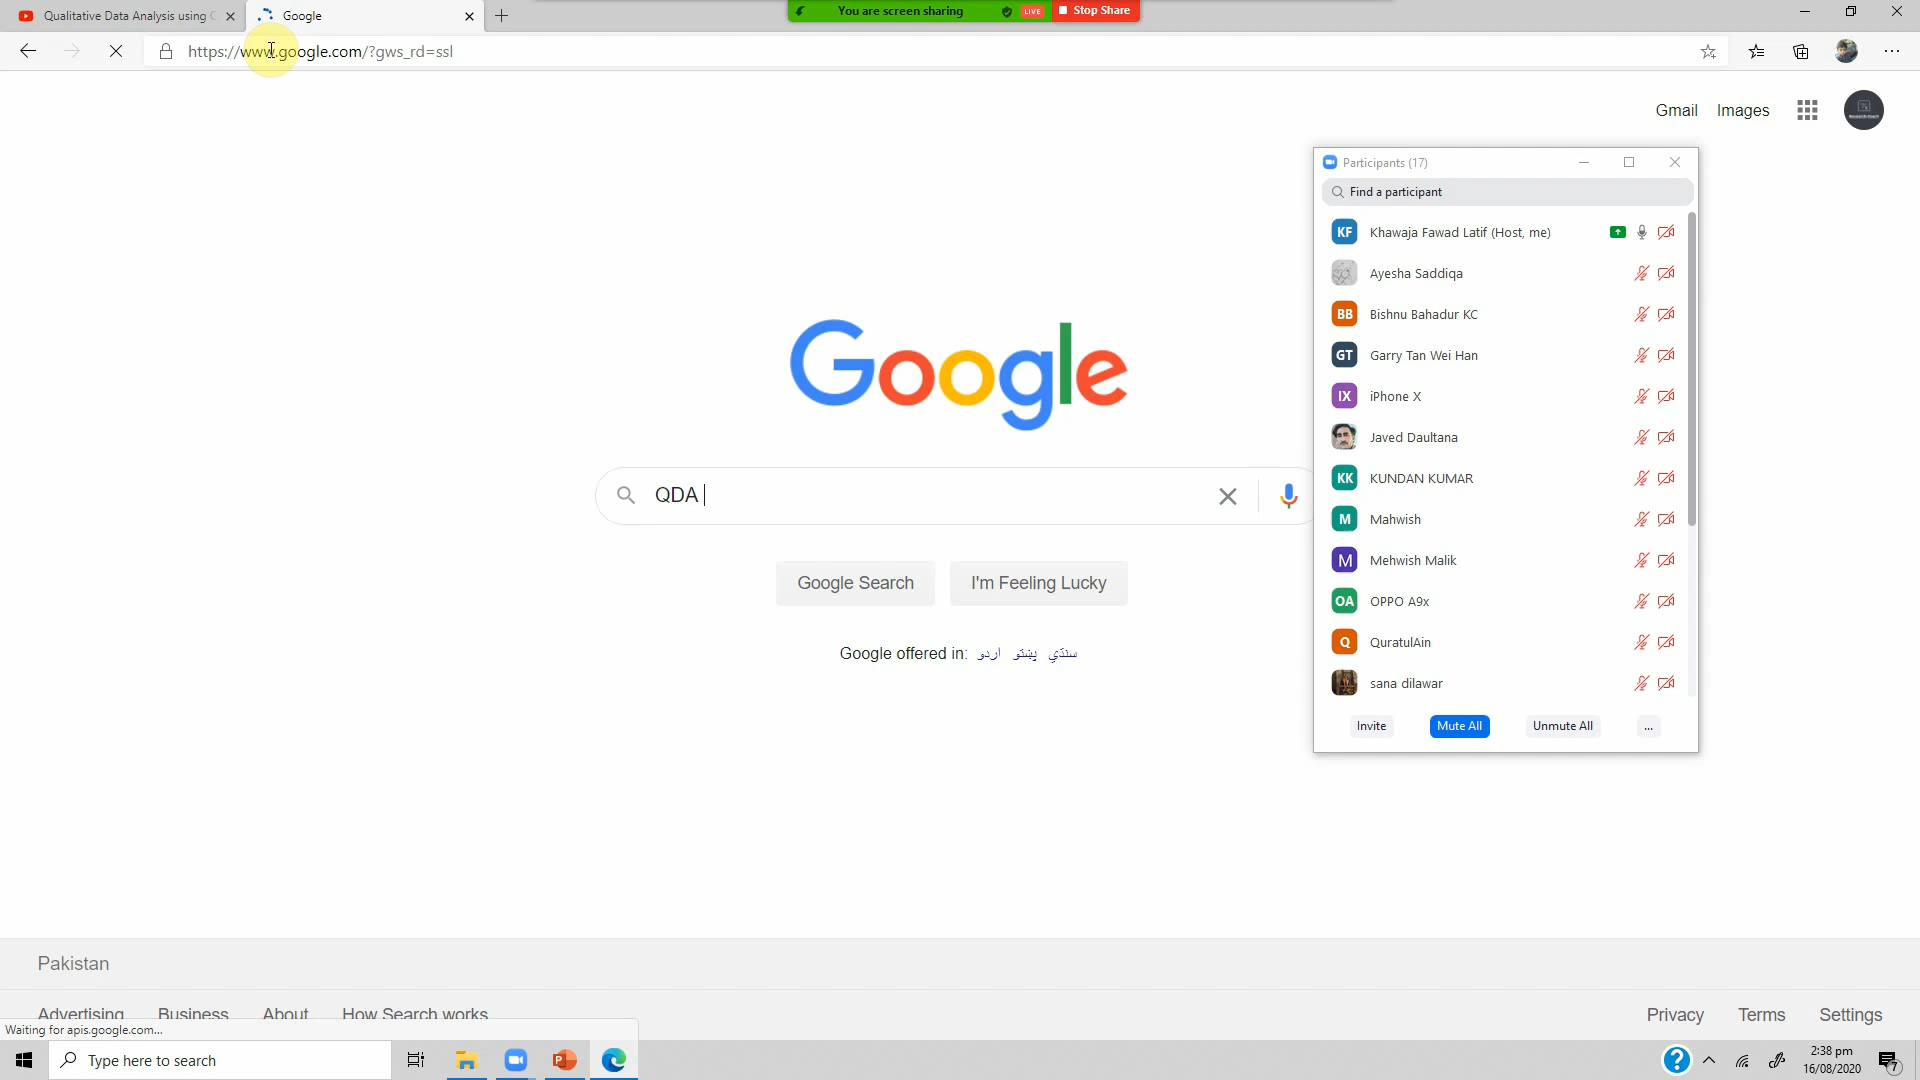 Qualitative Data Analysis using
Google
You are screen sharing
LIVE
Stop Share
https://www.google.com/?gws_rd=ssl
Gmail
Images
Participants (17)
Find a participant
KF Khawaja Fawad Latif (Host, me)
Ayesha Saddiqa
BB Bishnu Bahadur KC
GT Garry Tan Wei Han
IX iPhone X
Javed Daultana
KK KUNDAN KUMAR
M Mahwish
M Mehwish Malik
OA OPPO A9x
Q QuratulAin
sana dilawar
Invite
Mute All
Unmute All
...
Google
QDA
Google Search
I'm Feeling Lucky
Google offered in: اردو پښتو سنڌي
Pakistan
Advertising Business About How Search works
Privacy Terms Settings
Waiting for apis.google.com...
Type here to search
2:38 pm
16/08/2020
7